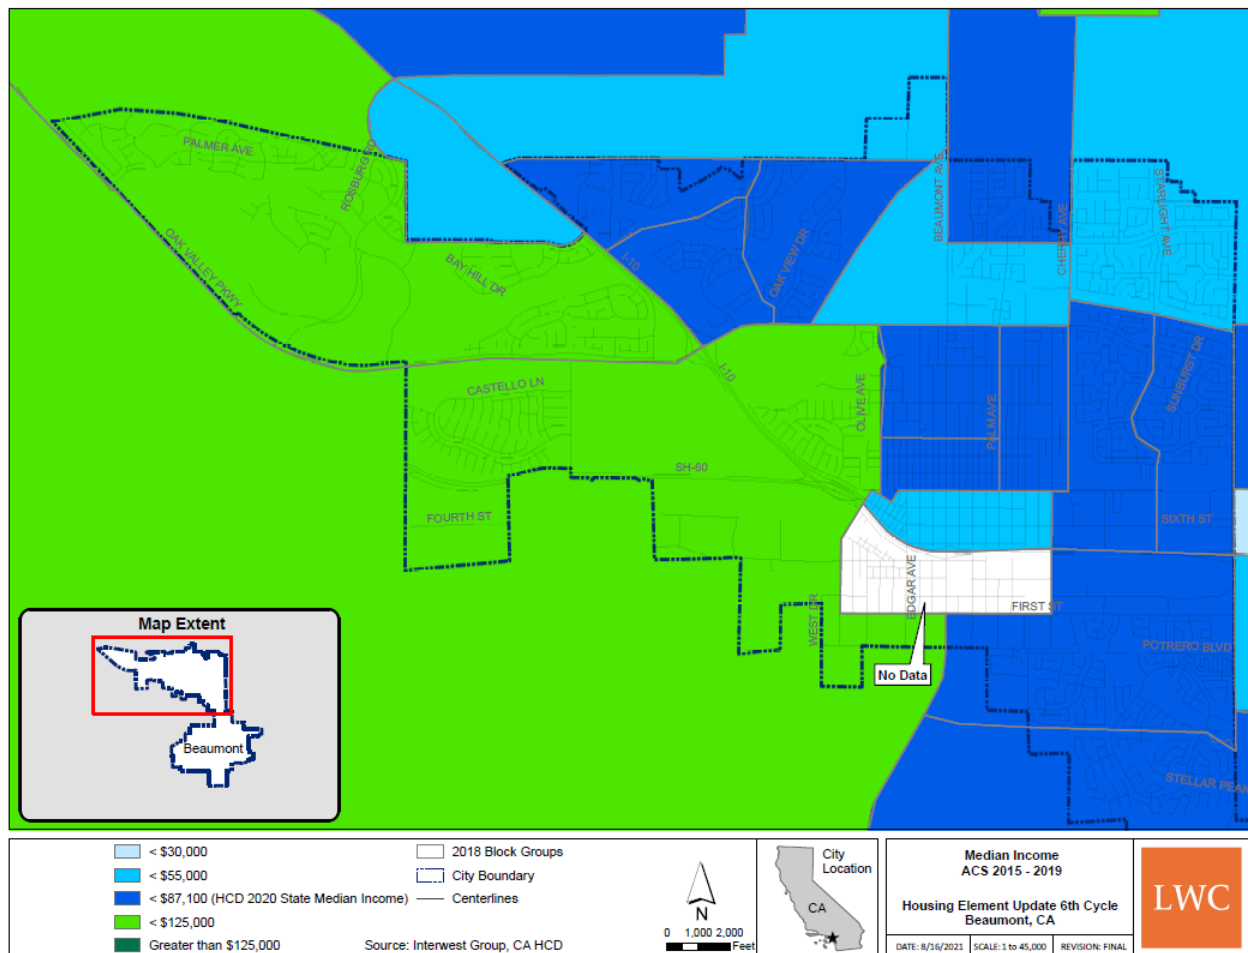 PALMER AVE
ROSBURG RD
OAK VALLEY PKWY
BAY HILL DR
I-10
OAK VIEW DR
BEAUMONT AVE
CHERRY AVE
STARLIGHT AVE
CASTELLO LN
I-10
OLIVE AVE
PALM AVE
SUNBURST DR
SH-60
FOURTH ST
SIXTH ST
EDGAR AVE
WEST DR
FIRST ST
POTRERO BLVD
No Data
STELLAR PEAK
Map Extent
Beaumont
< $30,000
< $55,000
< $87,100 (HCD 2020 State Median Income)
< $125,000
Greater than $125,000
2018 Block Groups
City Boundary
Centerlines
Source: Interwest Group, CA HCD
N
0 1,000 2,000
Feet
City
Location
CA
Median Income
ACS 2015 - 2019
Housing Element Update 6th Cycle
Beaumont, CA
DATE: 8/16/2021 SCALE: 1 to 45,000 REVISION: FINAL
LWC